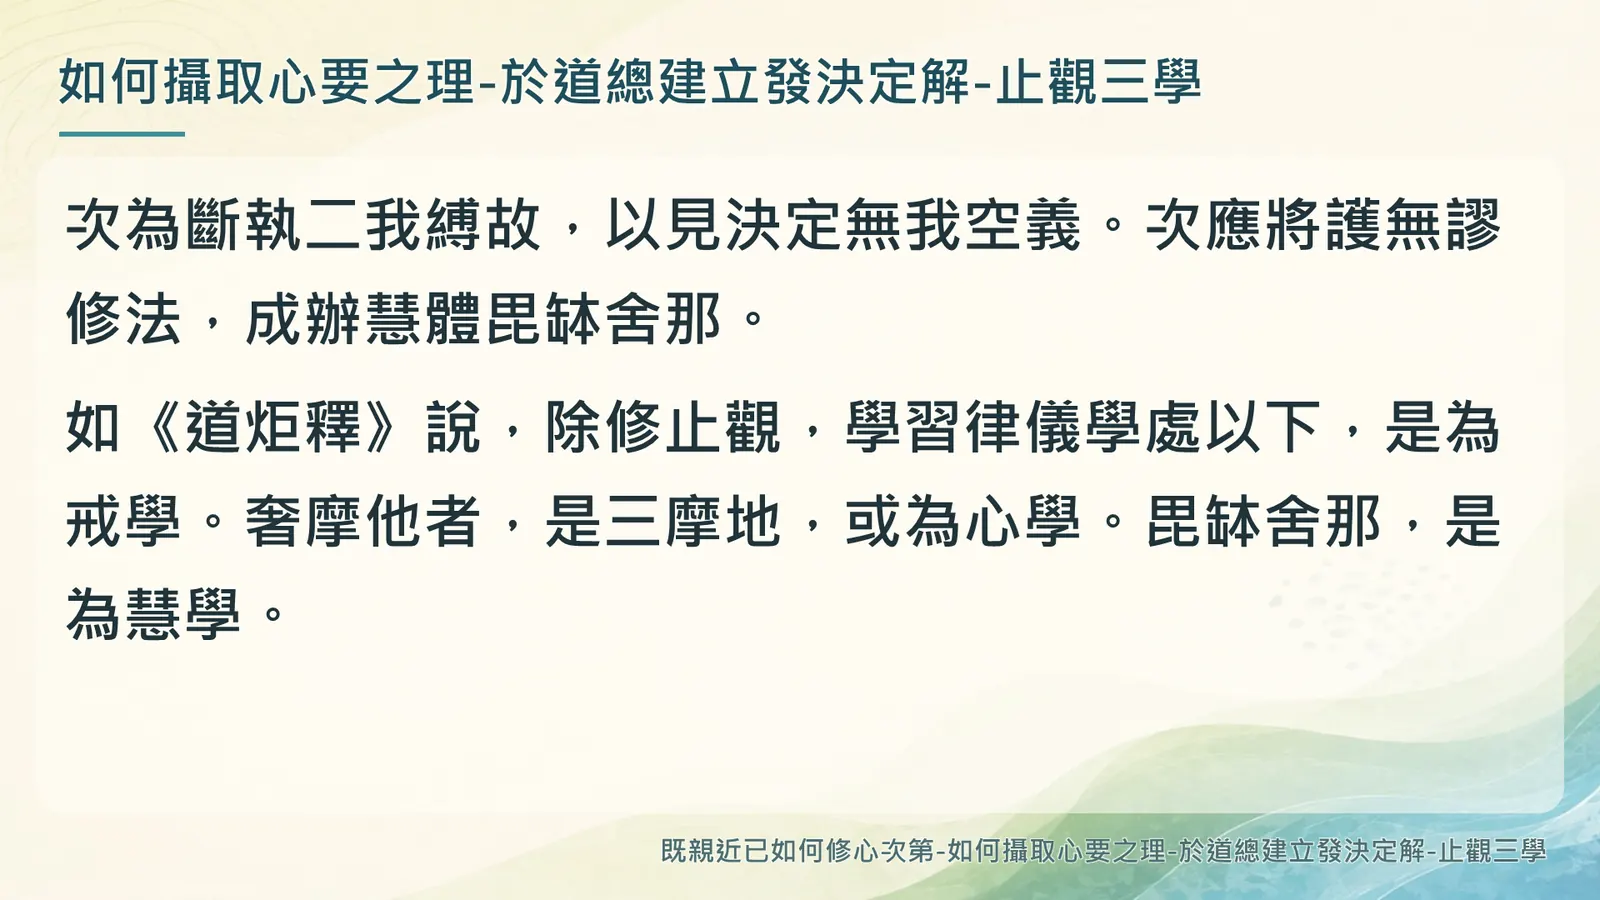 如何攝取心要之理-於道總建立發決定解-止觀三學
次為斷執二我縛故，以見決定無我空義。次應將護無謬
修法，成辦慧體毘缽舍那。
如《道炬釋》說，除修止觀，學習律儀學處以下，是為
戒學。奢摩他者，是三摩地，或為心學。毘缽舍那，是
為慧學。
既親近已如何修心次第-如何攝取心要之理-於道總建立發決定解-止觀三學